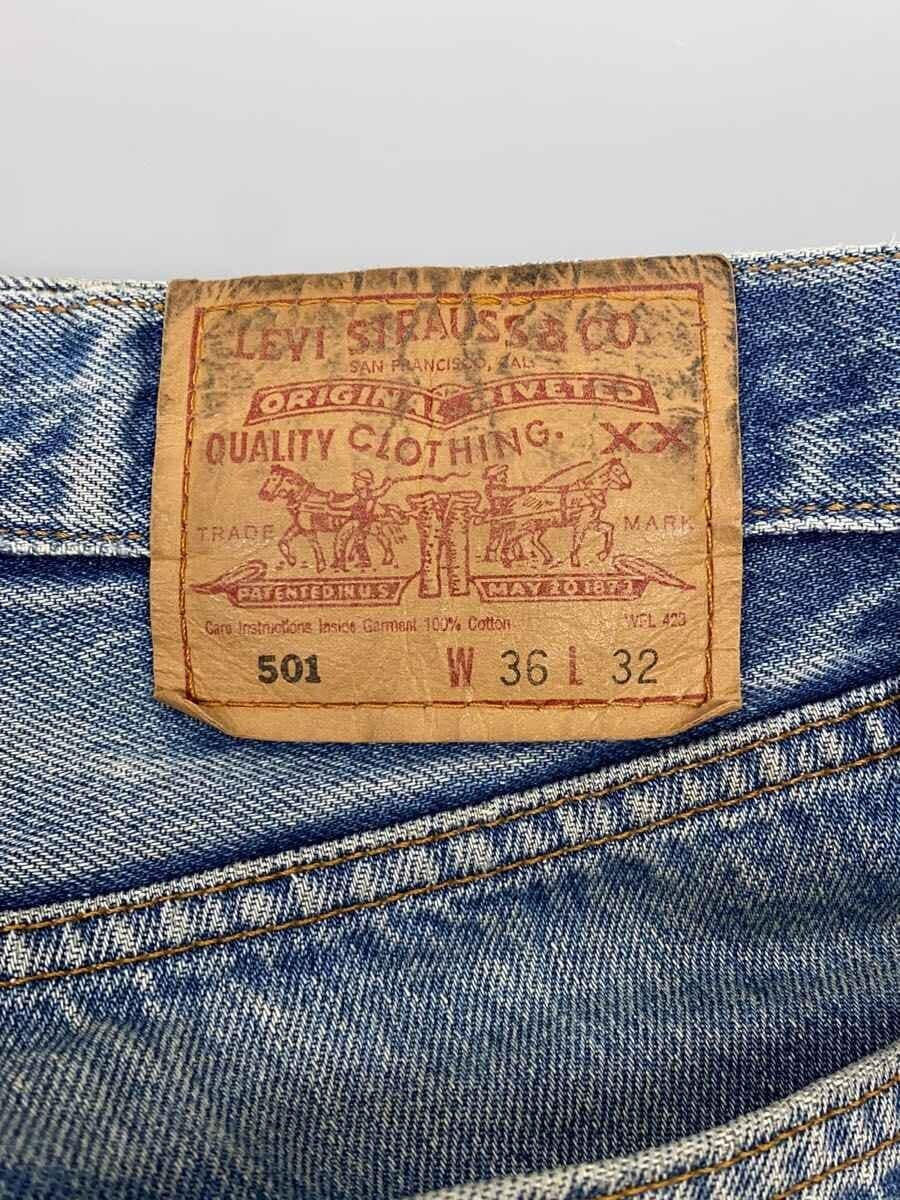 LEVI STRAUSS & CO.
SAN FRANCISCO, CAL.
ORIGINAL RIVETED
QUALITY CLOTHING. XX
TRADE MARK
PATENTED IN U.S. MAY 20 1873
Care Instructions Inside Garment 100% Cotton WPL 423
501 W 36 L 32